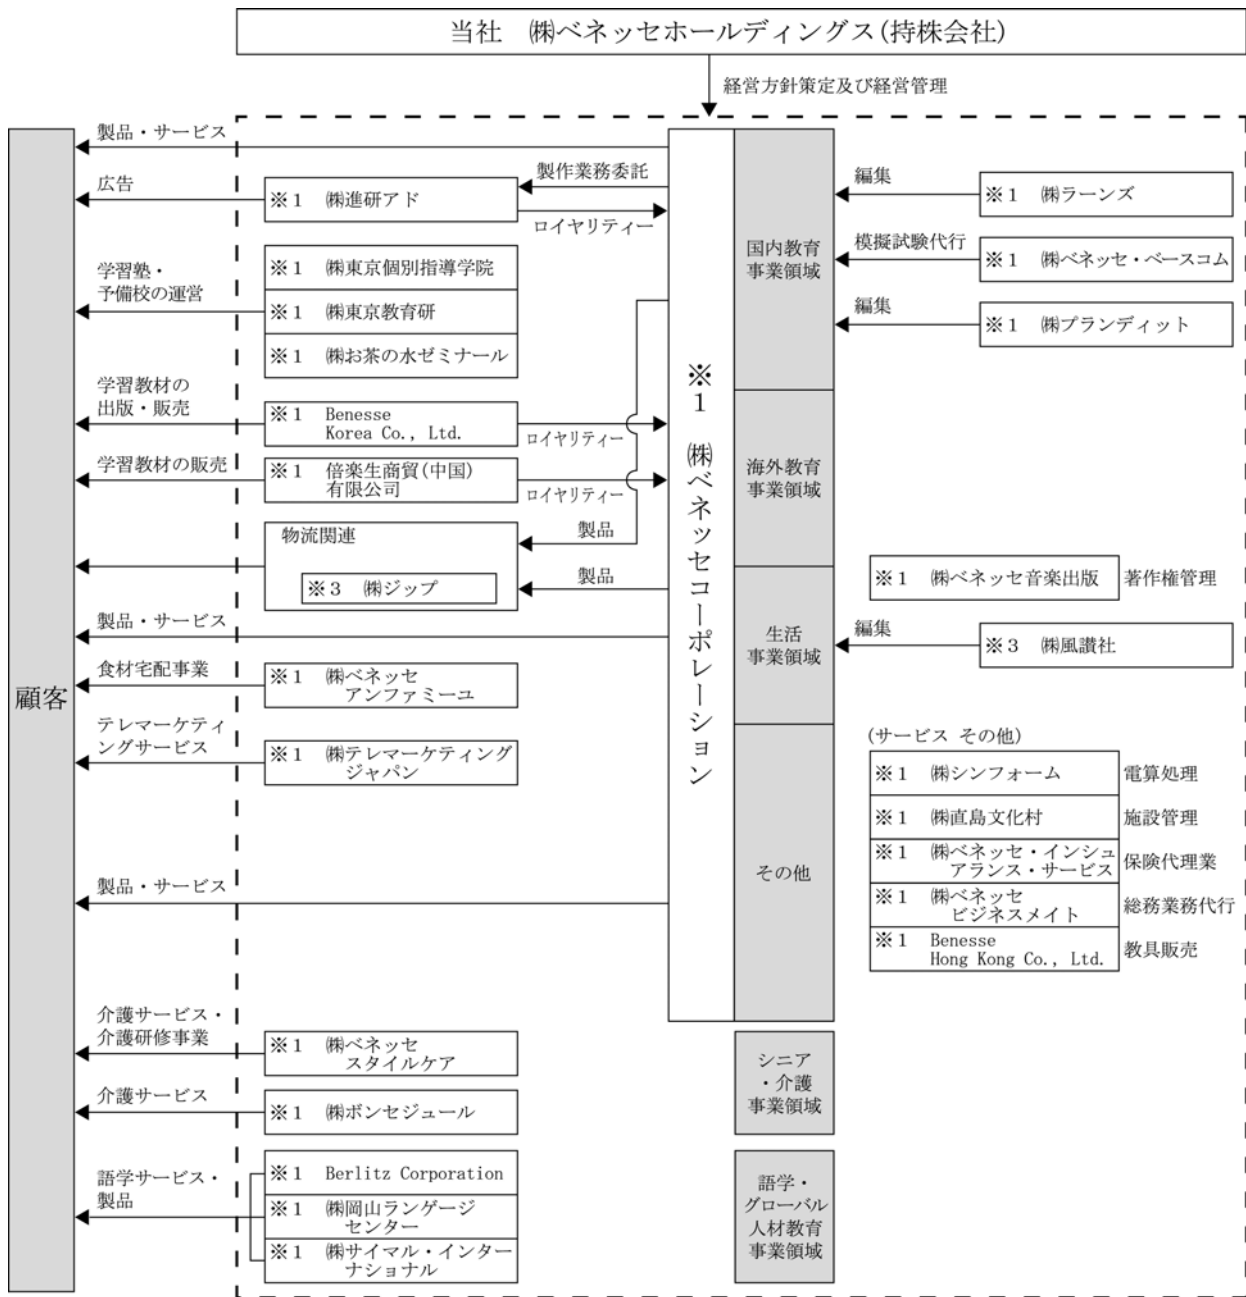 当社 ㈱ベネッセホールディングス(持株会社)
経営方針策定及び経営管理
顧客
製品・サービス
広告
※1 ㈱進研アド
製作業務委託
ロイヤリティー
学習塾・
予備校の運営
※1 ㈱東京個別指導学院
※1 ㈱東京教育研
※1 ㈱お茶の水ゼミナール
学習教材の
出版・販売
※1 Benesse
Korea Co., Ltd.
ロイヤリティー
学習教材の販売
※1 倍楽生商貿(中国)
有限公司
ロイヤリティー
物流関連
※3 ㈱ジップ
製品
製品
製品・サービス
食材宅配事業
※1 ㈱ベネッセ
アンファミーユ
テレマーケティ
ングサービス
※1 ㈱テレマーケティング
ジャパン
製品・サービス
介護サービス・
介護研修事業
※1 ㈱ベネッセ
スタイルケア
介護サービス
※1 ㈱ボンセジュール
語学サービス・
製品
※1 Berlitz Corporation
※1 ㈱岡山ランゲージ
センター
※1 ㈱サイマル・インター
ナショナル
※1 ㈱ベネッセコーポレーション
国内教育
事業領域
海外教育
事業領域
生活
事業領域
その他
シニア
・介護
事業領域
語学・
グローバル
人材教育
事業領域
編集
※1 ㈱ラーンズ
模擬試験代行
※1 ㈱ベネッセ・ベースコム
編集
※1 ㈱プランディット
※1 ㈱ベネッセ音楽出版 著作権管理
編集
※3 ㈱風讃社
(サービス その他)
※1 ㈱シンフォーム 電算処理
※1 ㈱直島文化村 施設管理
※1 ㈱ベネッセ・インシュ
アランス・サービス 保険代理業
※1 ㈱ベネッセ
ビジネスメイト 総務業務代行
※1 Benesse
Hong Kong Co., Ltd. 教具販売